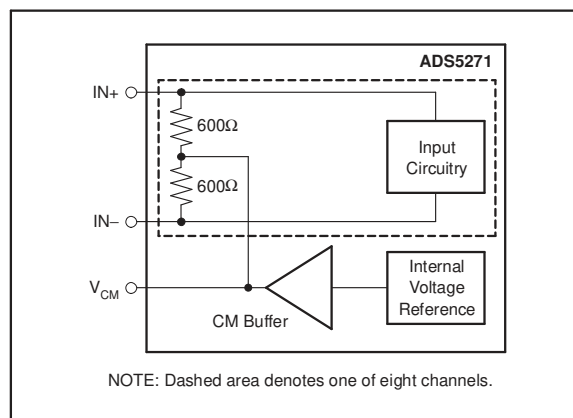 ADS5271
IN+
600Ω
Input
Circuitry
600Ω
IN−
V_CM
CM Buffer
Internal
Voltage
Reference
NOTE: Dashed area denotes one of eight channels.